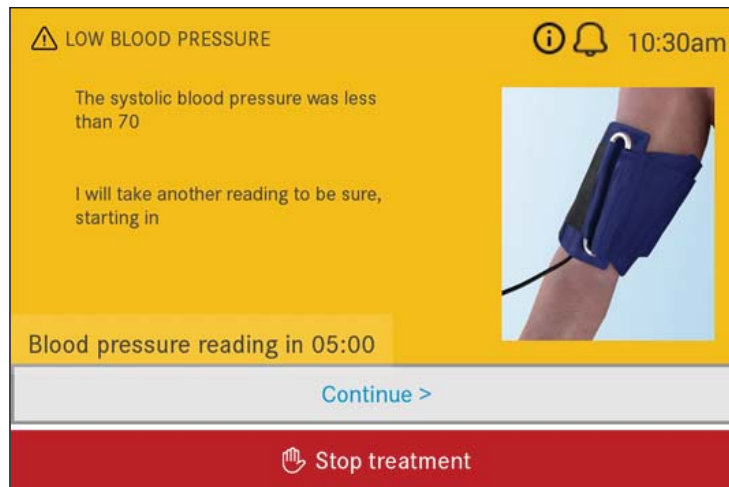 LOW BLOOD PRESSURE
10:30am
The systolic blood pressure was less
than 70
I will take another reading to be sure,
starting in
Blood pressure reading in 05:00
Continue >
Stop treatment